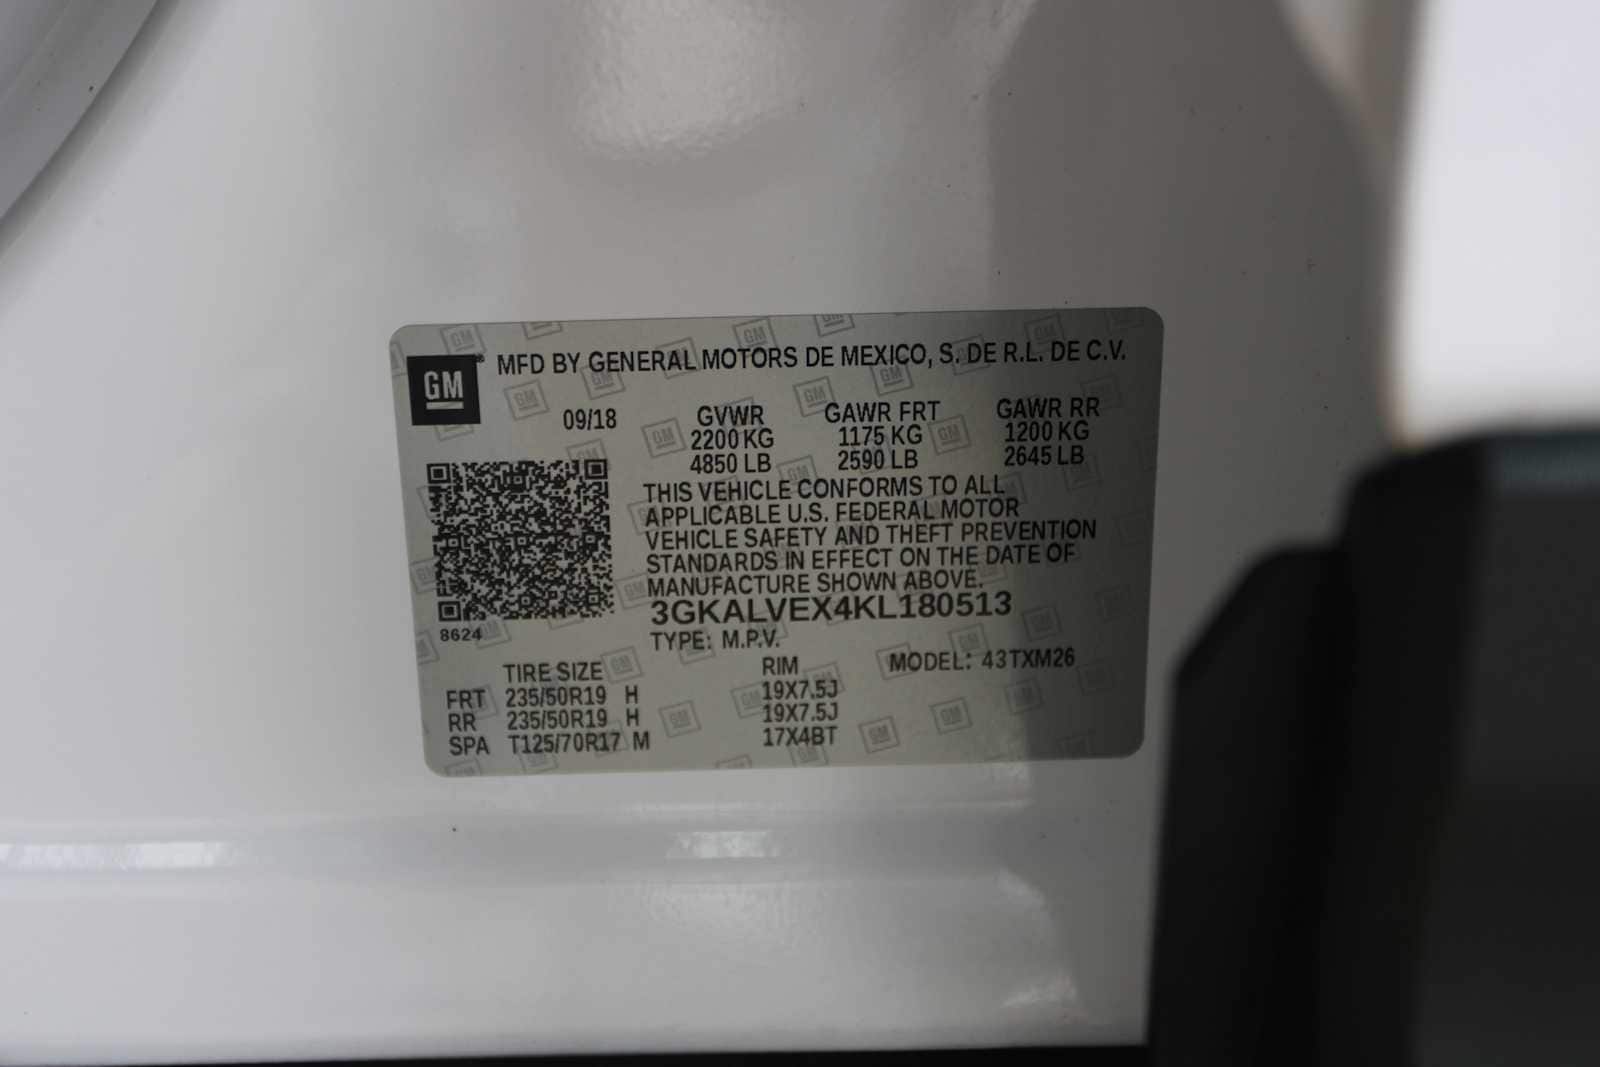 GM ® MFD BY GENERAL MOTORS DE MEXICO, S. DE R.L. DE C.V.
09/18 GVWR GAWR FRT GAWR RR
2200 KG 1175 KG 1200 KG
4850 LB 2590 LB 2645 LB
THIS VEHICLE CONFORMS TO ALL
APPLICABLE U.S. FEDERAL MOTOR
VEHICLE SAFETY AND THEFT PREVENTION
STANDARDS IN EFFECT ON THE DATE OF
MANUFACTURE SHOWN ABOVE.
3GKALVEX4KL180513
8624
TYPE: M.P.V.
TIRE SIZE RIM MODEL: 43TXM26
FRT 235/50R19 H 19X7.5J
RR 235/50R19 H 19X7.5J
SPA T125/70R17 M 17X4BT